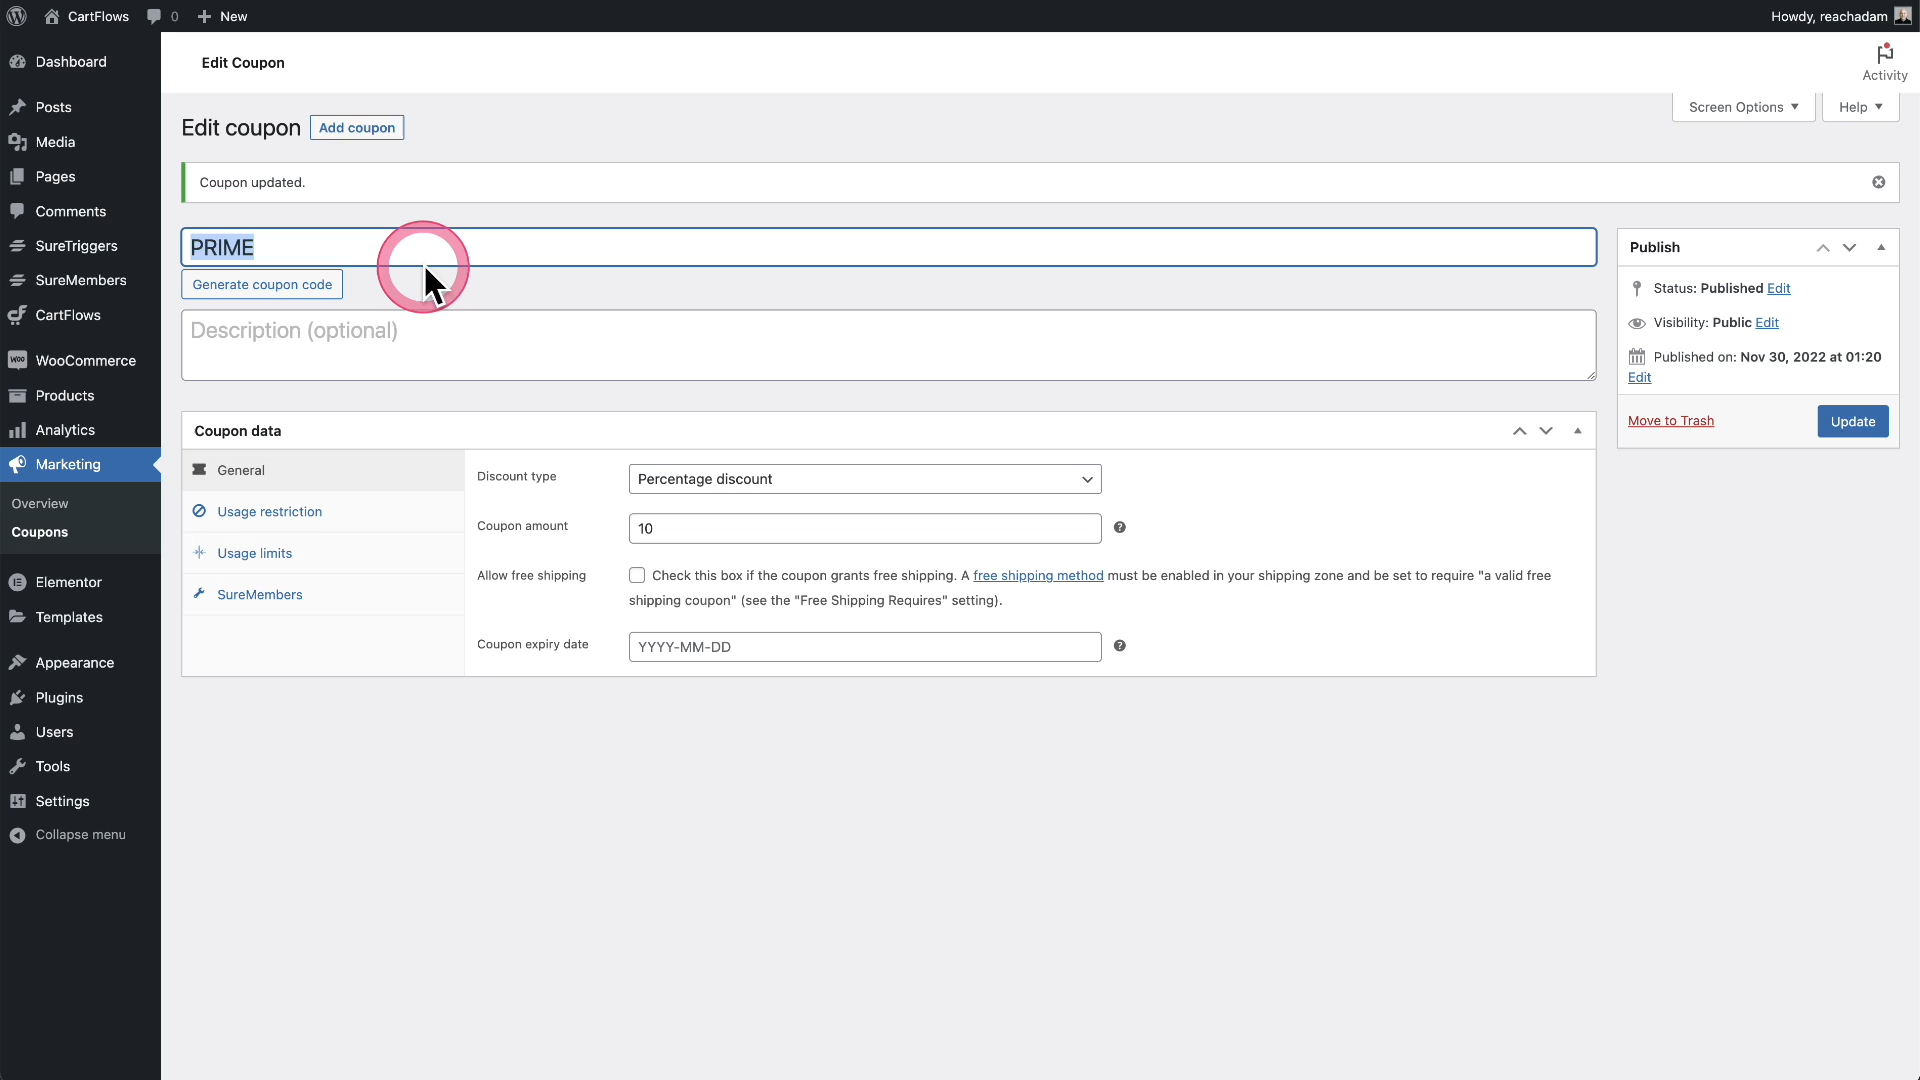 CartFlows 0 New Howdy, reachadam
Dashboard
Posts
Media
Pages
Comments
SureTriggers
SureMembers
CartFlows
WooCommerce
Products
Analytics
Marketing
Overview
Coupons
Elementor
Templates
Appearance
Plugins
Users
Tools
Settings
Collapse menu
Edit Coupon
Activity
Screen Options Help
Edit coupon Add coupon
Coupon updated.
PRIME
Generate coupon code
Description (optional)
Coupon data
General
Usage restriction
Usage limits
SureMembers
Discount type Percentage discount
Coupon amount 10
Allow free shipping Check this box if the coupon grants free shipping. A free shipping method must be enabled in your shipping zone and be set to require "a valid free
shipping coupon" (see the "Free Shipping Requires" setting).
Coupon expiry date YYYY-MM-DD
Publish
Status: Published Edit
Visibility: Public Edit
Published on: Nov 30, 2022 at 01:20
Edit
Move to Trash Update